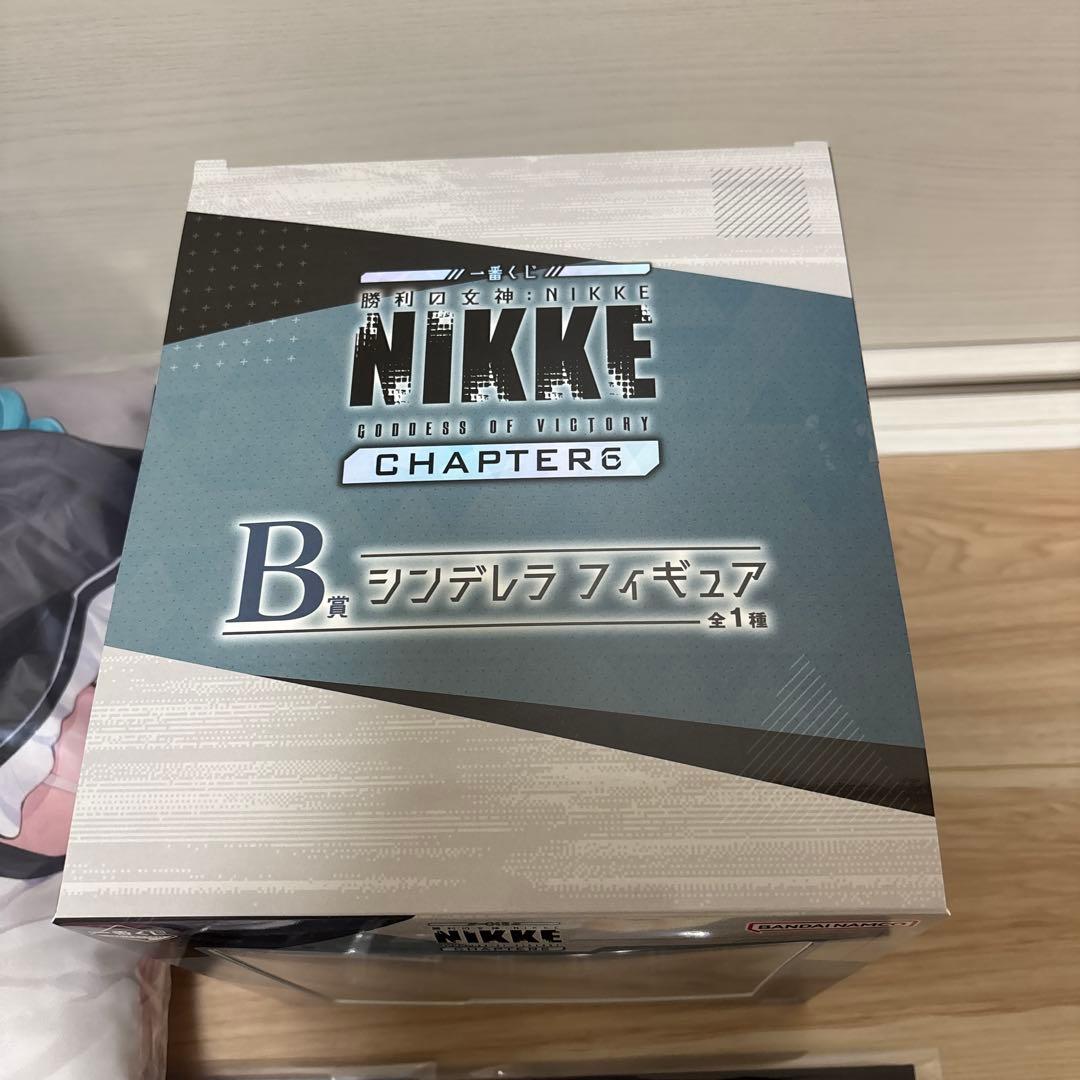 一番くじ
勝利の女神:NIKKE
NIKKE
GODDESS OF VICTORY
CHAPTER6
B賞 シンデレラ フィギュア
全1種
NIKKE
CHAPTER6
BANDAI NAMCO